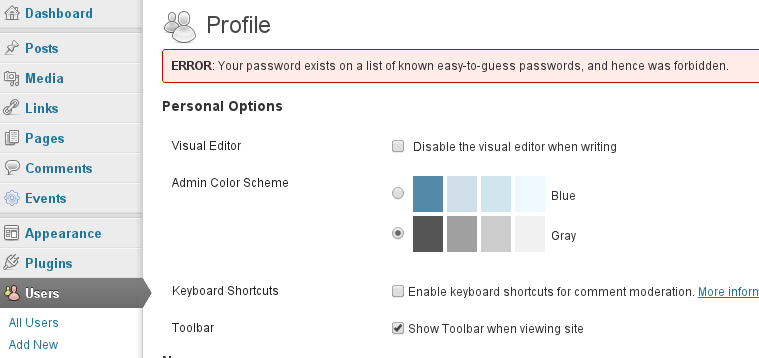 Dashboard
Posts
Media
Links
Pages
Comments
Events
Appearance
Plugins
Users
All Users
Add New
Profile
ERROR: Your password exists on a list of known easy-to-guess passwords, and hence was forbidden.
Personal Options
Visual Editor
Disable the visual editor when writing
Admin Color Scheme
Blue
Gray
Keyboard Shortcuts
Enable keyboard shortcuts for comment moderation. More inform
Toolbar
Show Toolbar when viewing site